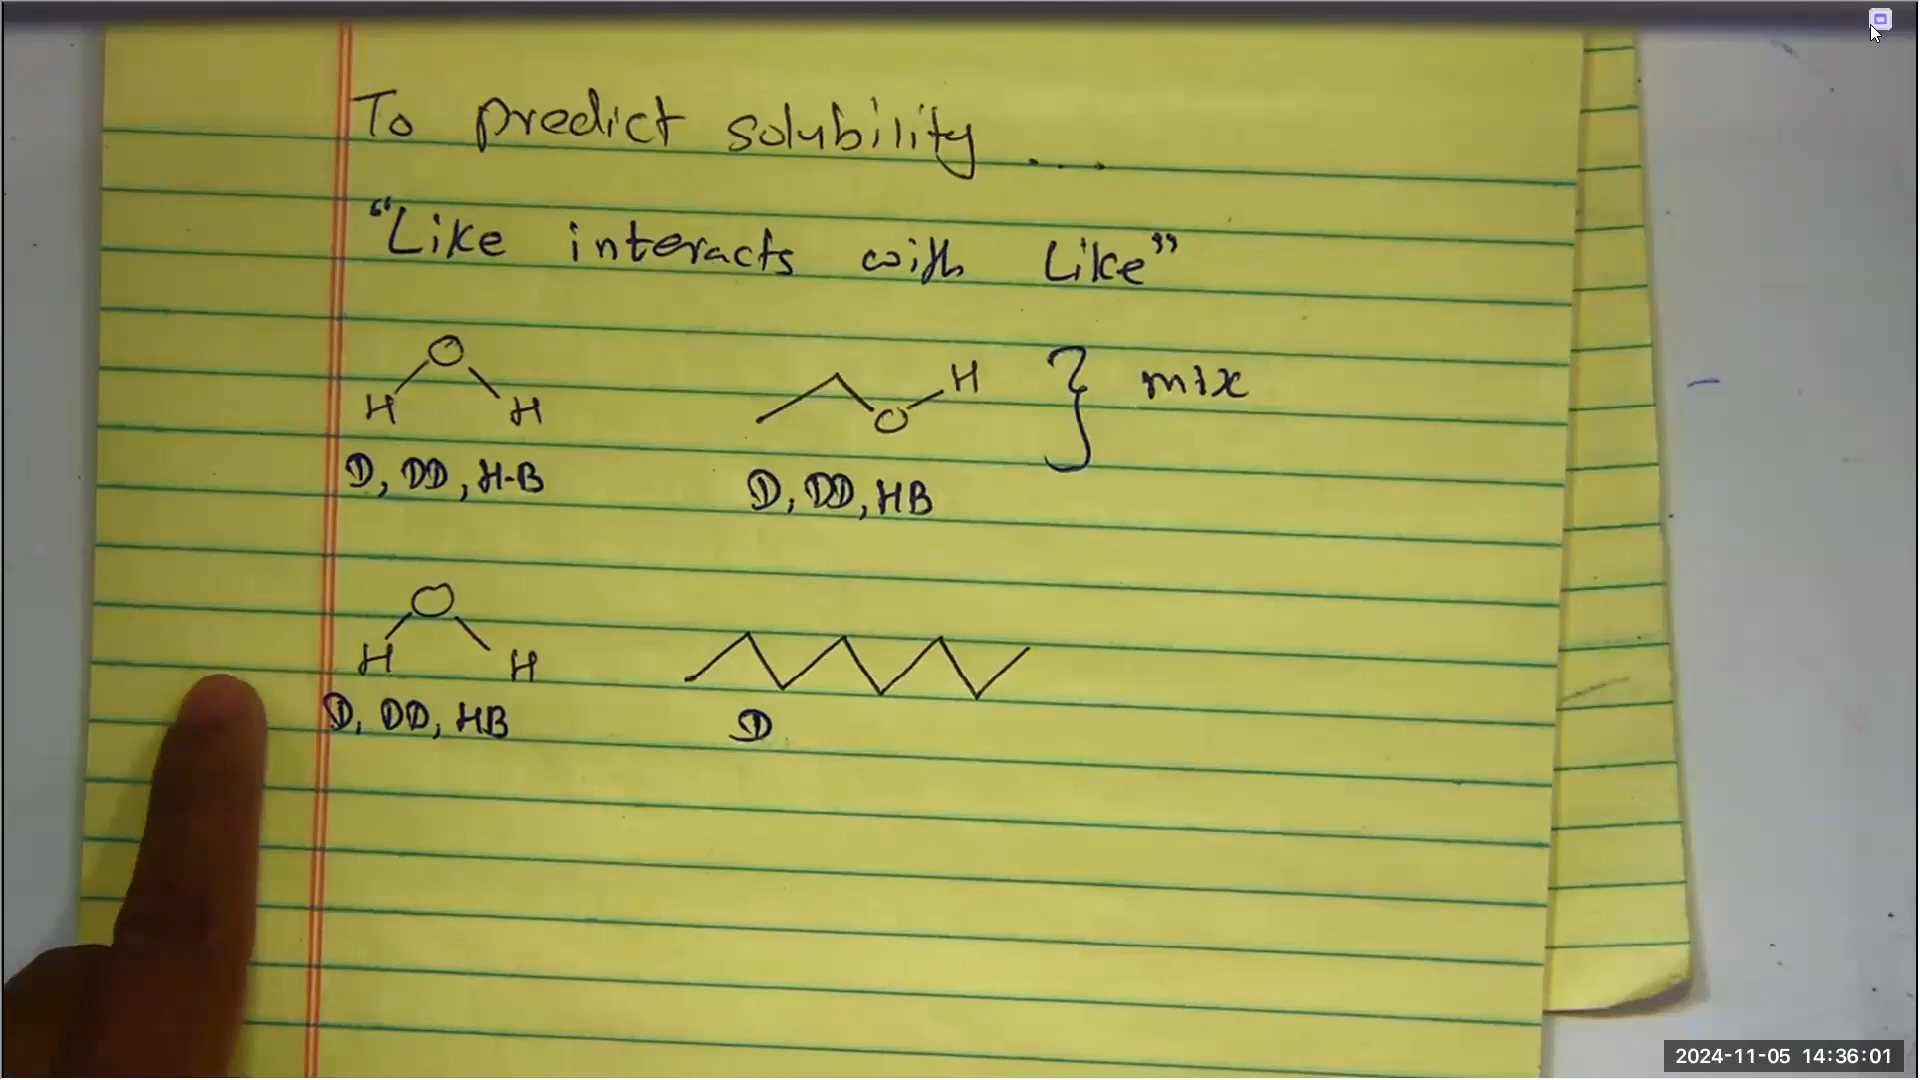 To predict solubility ....
“Like interacts with Like”
O H } mix
H H O
D, DD, H-B D, DD, HB
O
H H
D, DD, HB D
2024-11-05 14:36:01